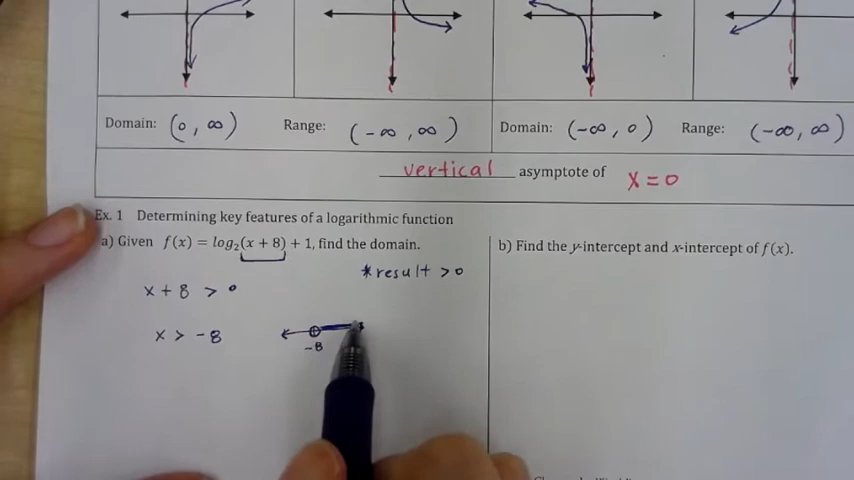 Domain: (0, ∞) Range: (-∞, ∞) Domain: (-∞, 0) Range: (-∞, ∞)
vertical asymptote of x = 0
Ex. 1 Determining key features of a logarithmic function
a) Given f(x) = log₂(x + 8) + 1, find the domain.
*result > 0
x + 8 > 0
x > -8
-8
b) Find the y-intercept and x-intercept of f(x).